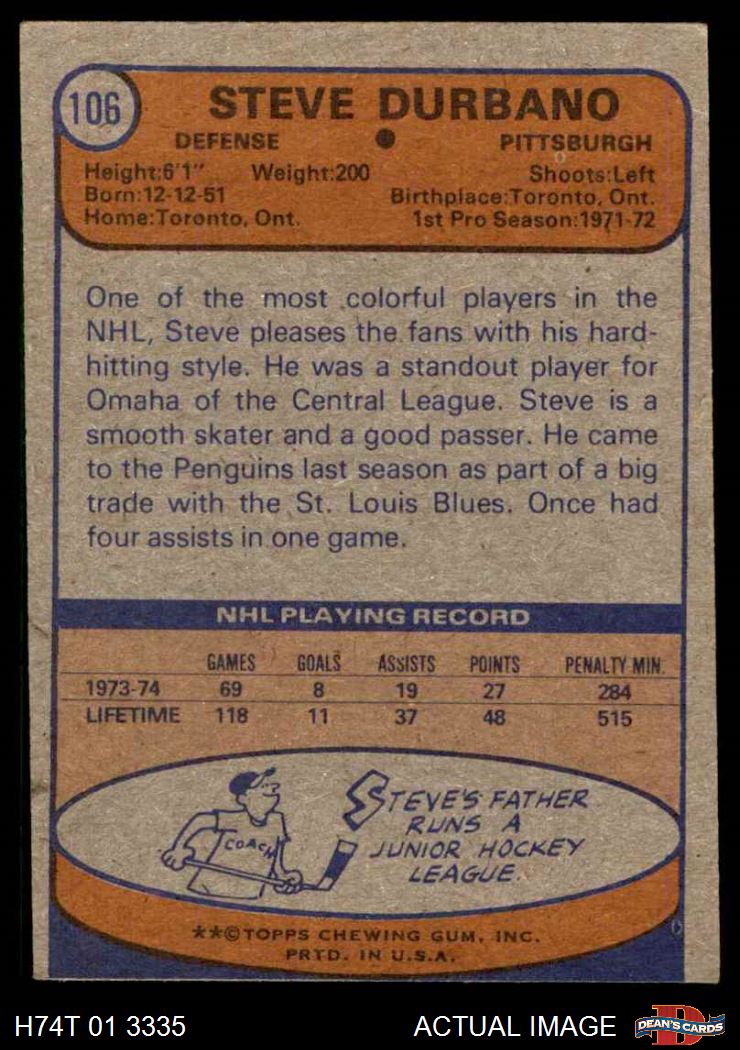 106
STEVE DURBANO
DEFENSE ● PITTSBURGH
Height:6'1" Weight:200 Shoots:Left
Born:12-12-51 Birthplace:Toronto, Ont.
Home:Toronto, Ont. 1st Pro Season:1971-72
One of the most colorful players in the
NHL, Steve pleases the fans with his hard-
hitting style. He was a standout player for
Omaha of the Central League. Steve is a
smooth skater and a good passer. He came
to the Penguins last season as part of a big
trade with the St. Louis Blues. Once had
four assists in one game.
NHL PLAYING RECORD
GAMES GOALS ASSISTS POINTS PENALTY MIN.
1973-74 69 8 19 27 284
LIFETIME 118 11 37 48 515
COACH
STEVE'S FATHER
RUNS A
JUNIOR HOCKEY
LEAGUE.
**©TOPPS CHEWING GUM, INC.
PRTD. IN U.S.A.
H74T 01 3335 ACTUAL IMAGE
D
DEAN'S CARDS